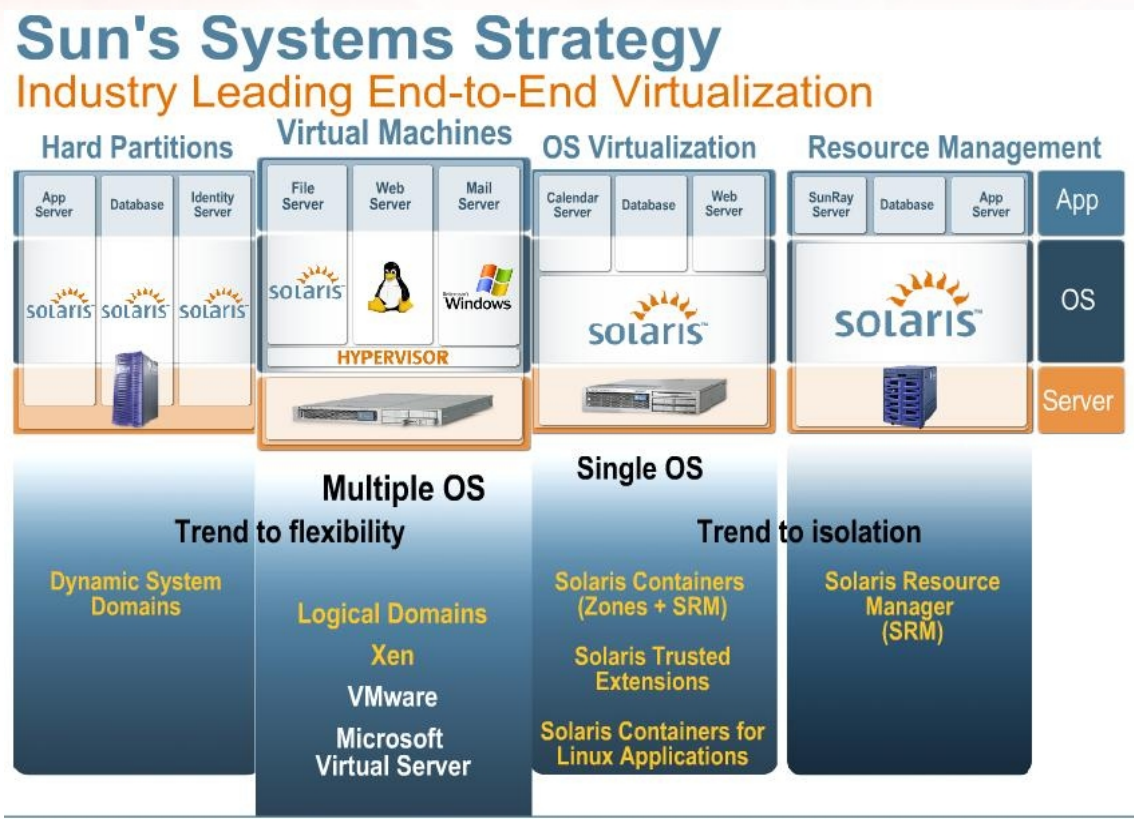 Sun's Systems Strategy
Industry Leading End-to-End Virtualization
Hard Partitions
Virtual Machines
OS Virtualization
Resource Management
App
Server
Database
Identity
Server
File
Server
Web
Server
Mail
Server
Calendar
Server
Database
Web
Server
SunRay
Server
Database
App
Server
App
solaris
solaris
solaris
solaris
Windows
solaris™
solaris™
OS
HYPERVISOR
Server
Multiple OS
Single OS
Trend to flexibility
Trend to isolation
Dynamic System
Domains
Logical Domains
Xen
VMware
Microsoft
Virtual Server
Solaris Containers
(Zones + SRM)
Solaris Trusted
Extensions
Solaris Containers for
Linux Applications
Solaris Resource
Manager
(SRM)